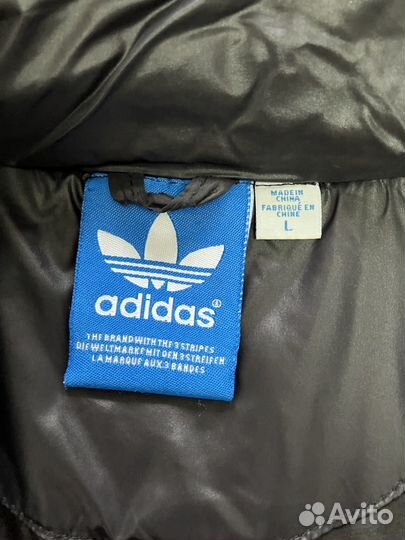 adidas®
THE BRAND WITH THE 3 STRIPES
DIE WELTMARKE MIT DEN 3 STREIFEN
LA MARQUE AUX 3 BANDES
MADE IN
CHINA
FABRIQUÉ EN
CHINE
L
Avito